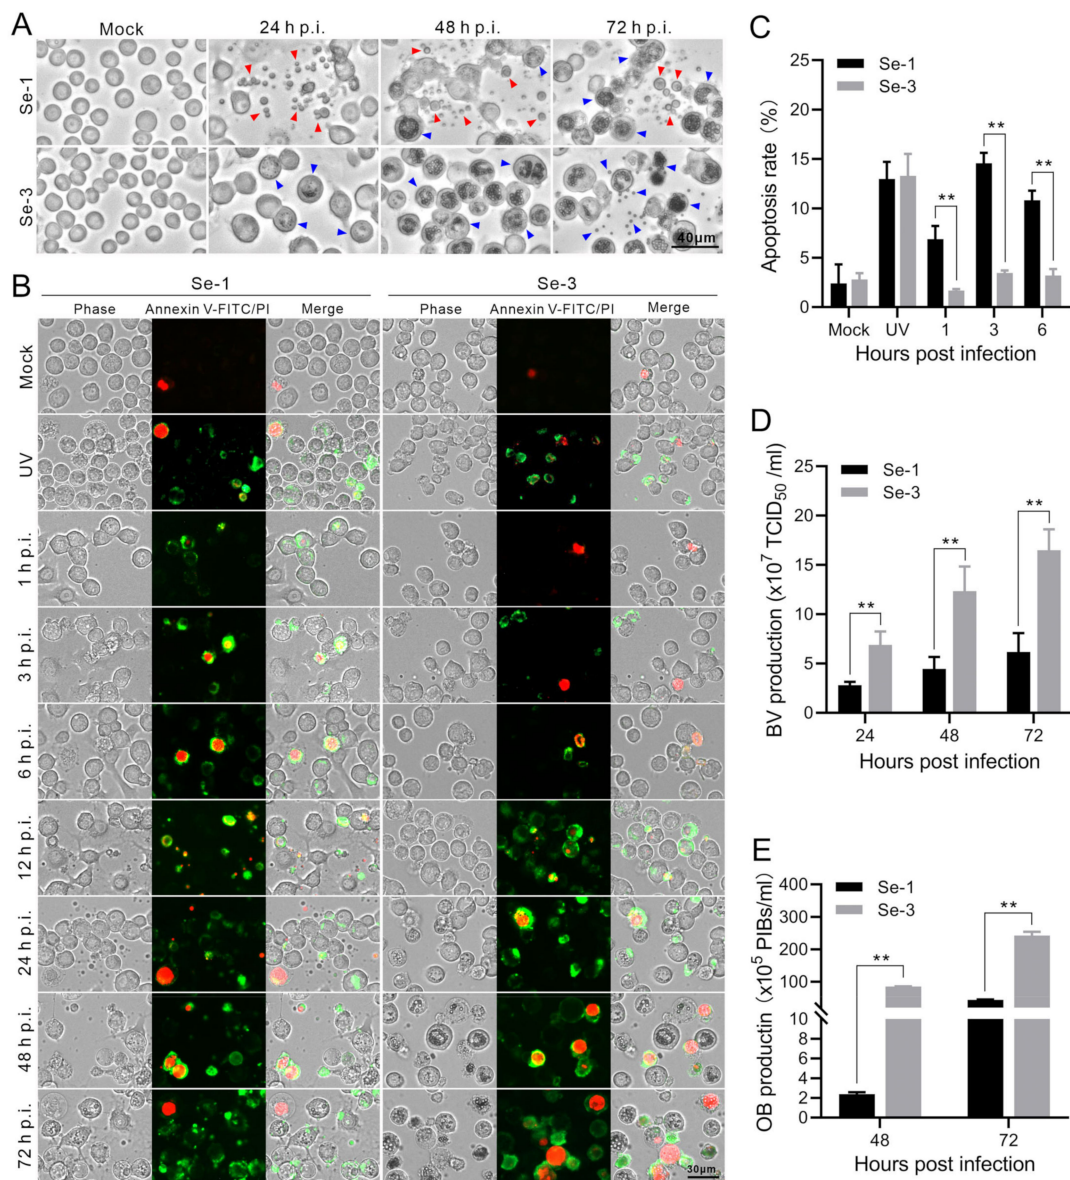 A
Mock
24 h p.i.
48 h p.i.
72 h p.i.
Se-1
Se-3
40μm
B
Se-1
Se-3
Phase
Annexin V-FITC/PI
Merge
Phase
Annexin V-FITC/PI
Merge
Mock
UV
1 h p.i.
3 h p.i.
6 h p.i.
12 h p.i.
24 h p.i.
48 h p.i.
72 h p.i.
30μm
C
Se-1
Se-3
Apoptosis rate (%)
25
20
15
10
5
0
**
**
**
Mock
UV
1
3
6
Hours post infection
D
Se-1
Se-3
BV production (x10⁷ TCID₅₀ /ml)
25
20
15
10
5
0
**
**
**
24
48
72
Hours post infection
E
Se-1
Se-3
OB productin (x10⁵ PIBs/ml)
400
300
200
100
10
8
6
4
2
0
**
**
48
72
Hours post infection